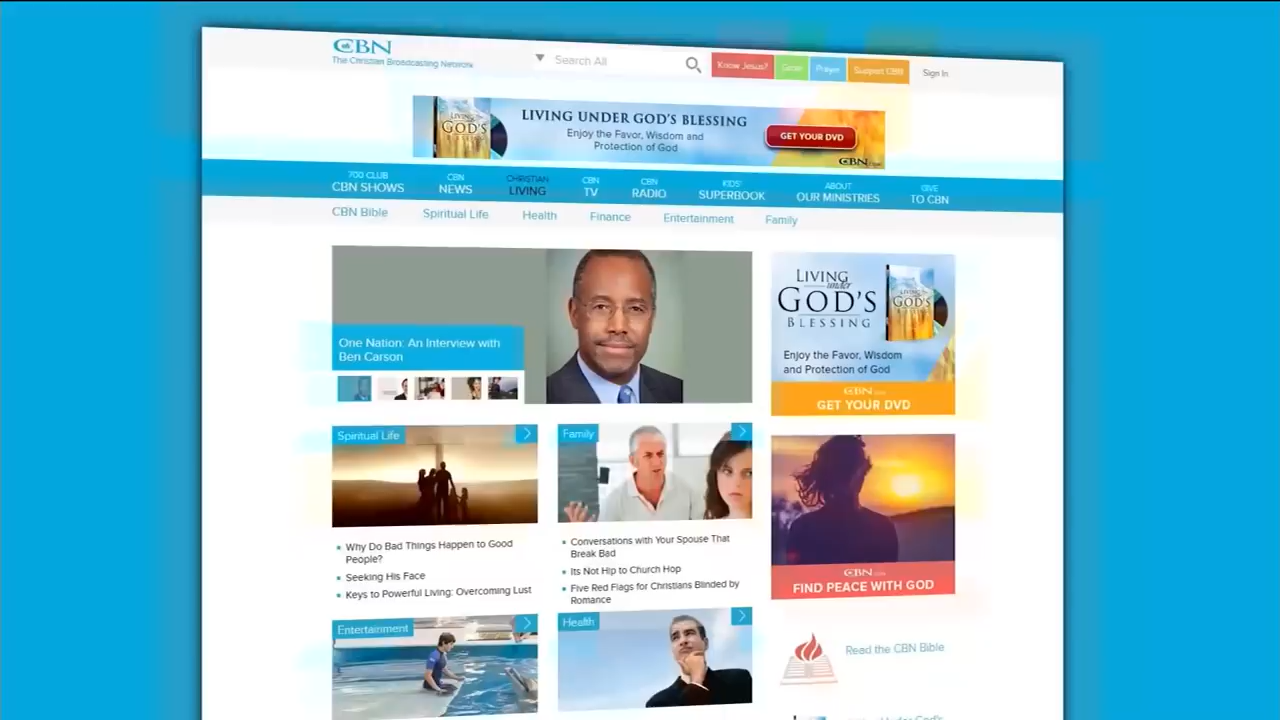 CBN
The Christian Broadcasting Network
Search All
Know Jesus?
Grow
Prayer
Support CBN
Sign In
LIVING UNDER GOD'S BLESSING
Enjoy the Favor, Wisdom and
Protection of God
GET YOUR DVD
CBN.com
700 CLUB
CBN SHOWS
CBN
NEWS
CHRISTIAN
LIVING
CBN
TV
CBN
RADIO
KIDS'
SUPERBOOK
ABOUT
OUR MINISTRIES
GIVE
TO CBN
CBN Bible
Spiritual Life
Health
Finance
Entertainment
Family
One Nation: An Interview with
Ben Carson
LIVING
under
GOD'S
BLESSING
Enjoy the Favor, Wisdom
and Protection of God
CBN.com
GET YOUR DVD
Spiritual Life
Why Do Bad Things Happen to Good
People?
Seeking His Face
Keys to Powerful Living: Overcoming Lust
Family
Conversations with Your Spouse That
Break Bad
Its Not Hip to Church Hop
Five Red Flags for Christians Blinded by
Romance
CBN.com
FIND PEACE WITH GOD
Entertainment
Health
Read the CBN Bible